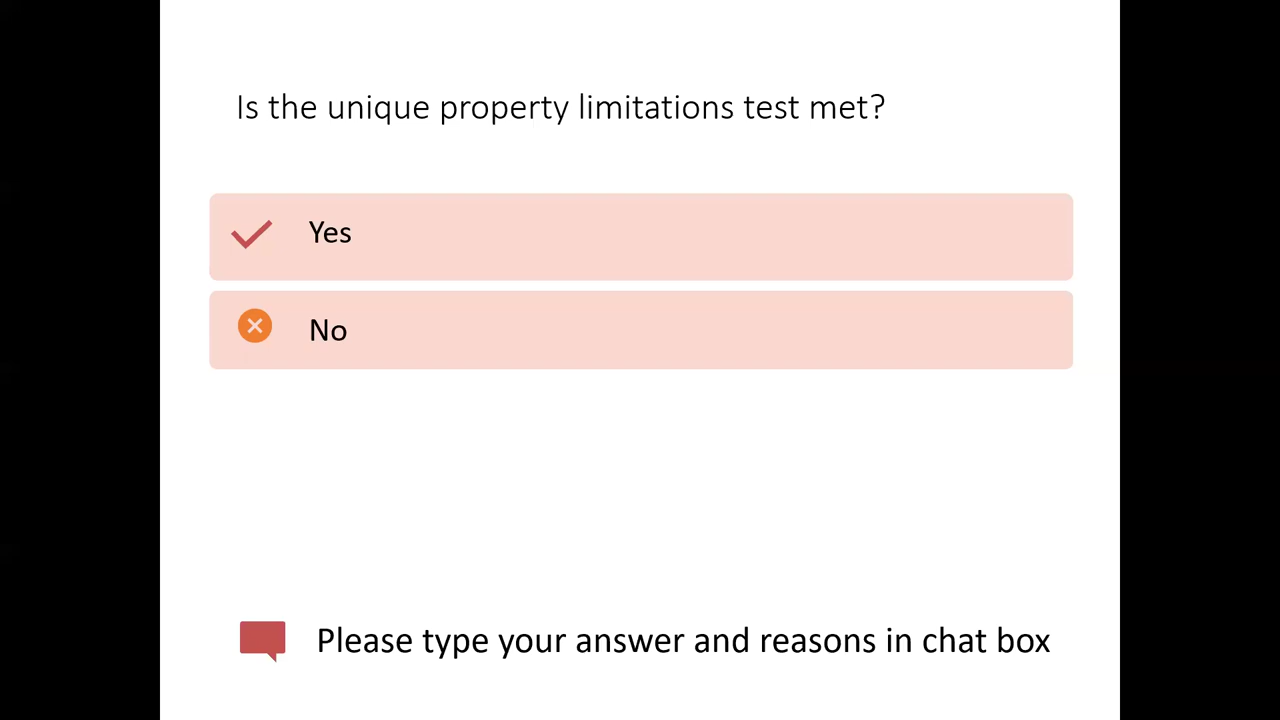 Is the unique property limitations test met?
Yes
No
Please type your answer and reasons in chat box